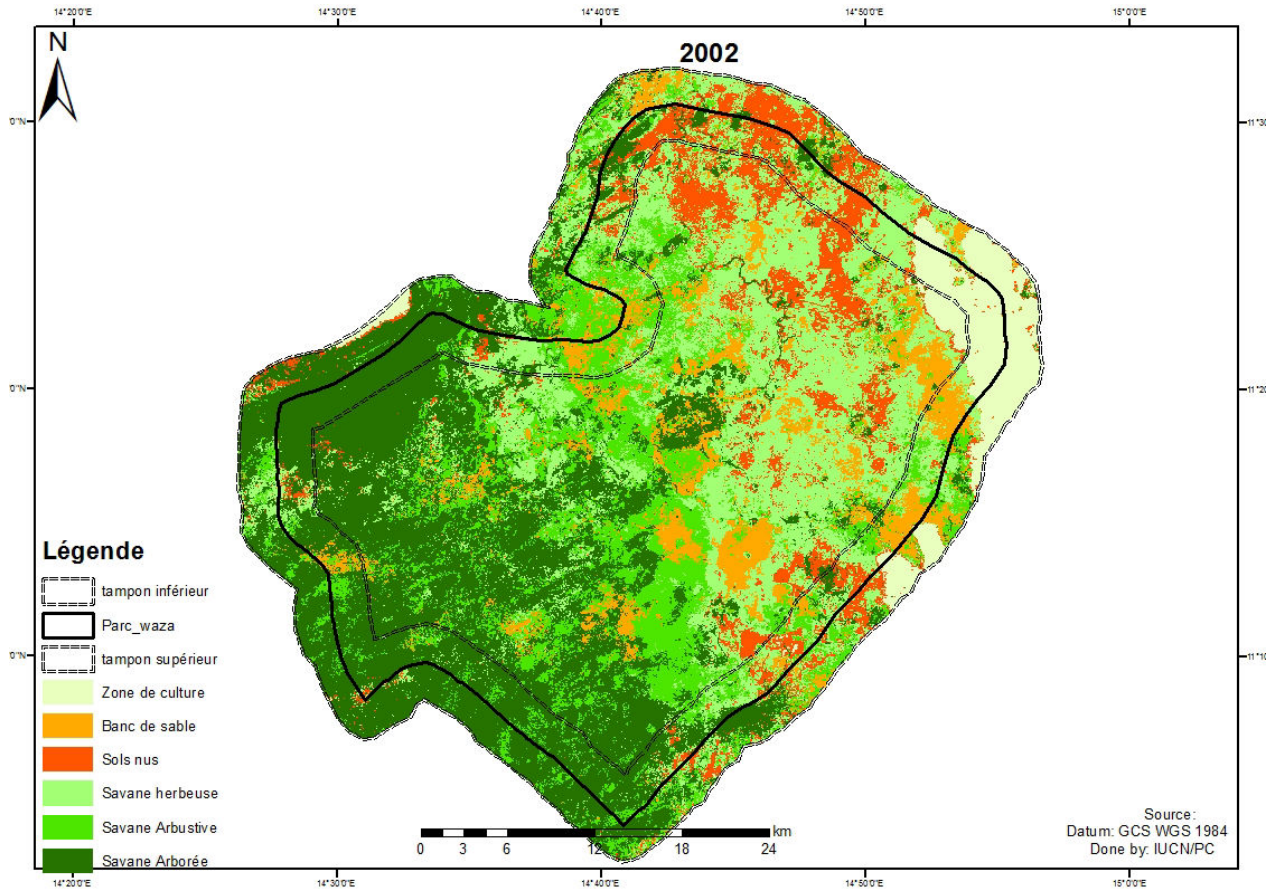 14°20'0"E 14°30'0"E 14°40'0"E 14°50'0"E 15°0'0"E
N
2002
0'N 11°30
0'N 11°20
0'N 11°10
Légende
tampon inférieur
Parc_waza
tampon supérieur
Zone de culture
Banc de sable
Sols nus
Savane herbeuse
Savane Arbustive
Savane Arborée
km
0 3 6 12 18 24
Source:
Datum: GCS WGS 1984
Done by: IUCN/PC
14°20'0"E 14°30'0"E 14°40'0"E 14°50'0"E 15°0'0"E